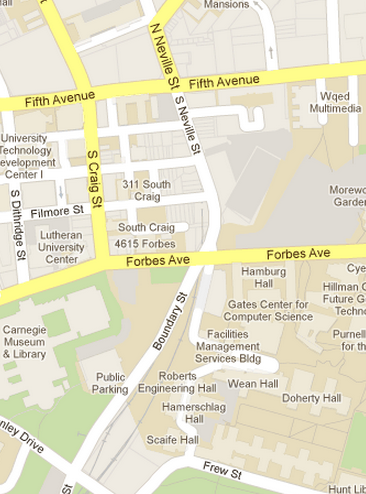 Mansions
N Neville St
Fifth Avenue
Fifth Avenue
S Neville St
Wqed
Multimedia
University
Technology
Development
Center I
S Craig St
311 South
Craig
S Dithridge St
Filmore St
Lutheran
University
Center
South Craig
4615 Forbes
Forbes Ave
Forbes Ave
Hamburg
Hall
Gates Center for
Computer Science
Boundary St
Carnegie
Museum
& Library
Facilities
Management
Services Bldg
Public
Parking
Roberts
Engineering Hall
Wean Hall
Doherty Hall
Hamerschlag
Hall
Scaife Hall
Drive
Frew St
St
Hunt Lib
Morewo
Garde
Cye
Hillman C
Future Ge
Techno
Purnell
for th